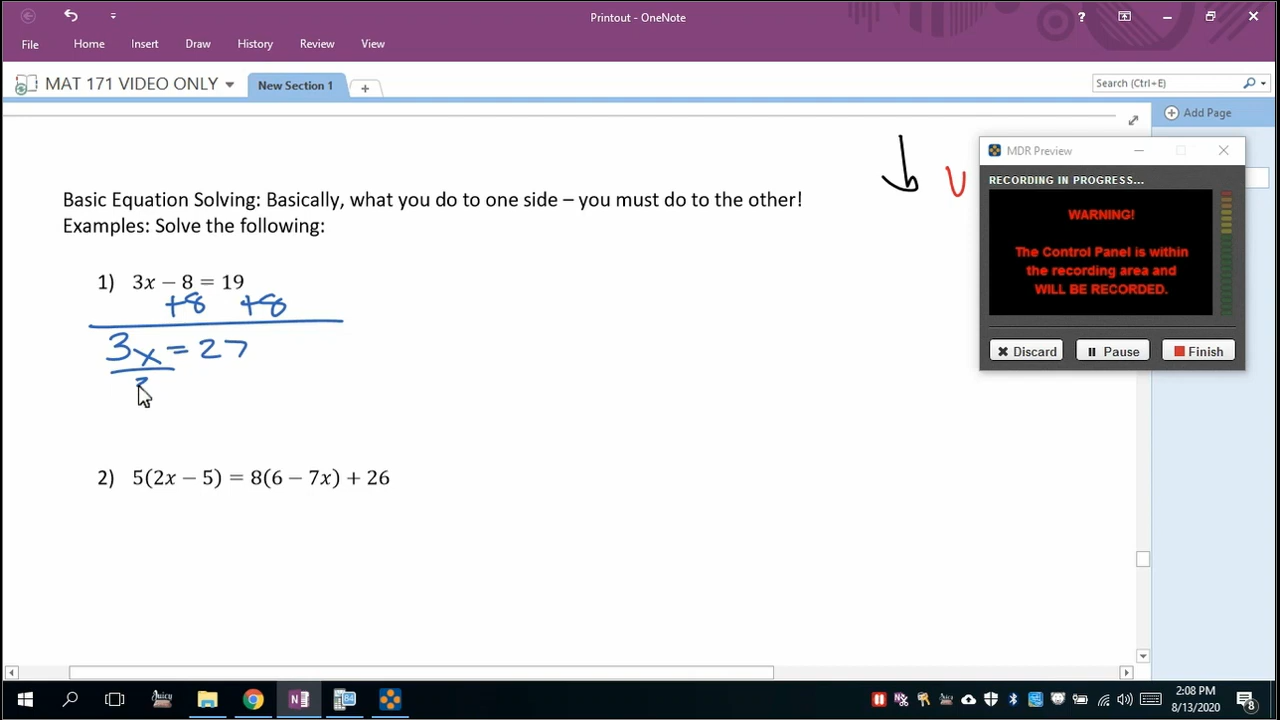 Printout - OneNote
File Home Insert Draw History Review View
MAT 171 VIDEO ONLY New Section 1 +
Search (Ctrl+E)
Add Page
Basic Equation Solving: Basically, what you do to one side – you must do to the other!
Examples: Solve the following:
1) 3x − 8 = 19
+8 +8
3x = 27
3
2) 5(2x − 5) = 8(6 − 7x) + 26
MDR Preview
RECORDING IN PROGRESS...
WARNING!
The Control Panel is within
the recording area and
WILL BE RECORDED.
Discard Pause Finish
2:08 PM
8/13/2020
8